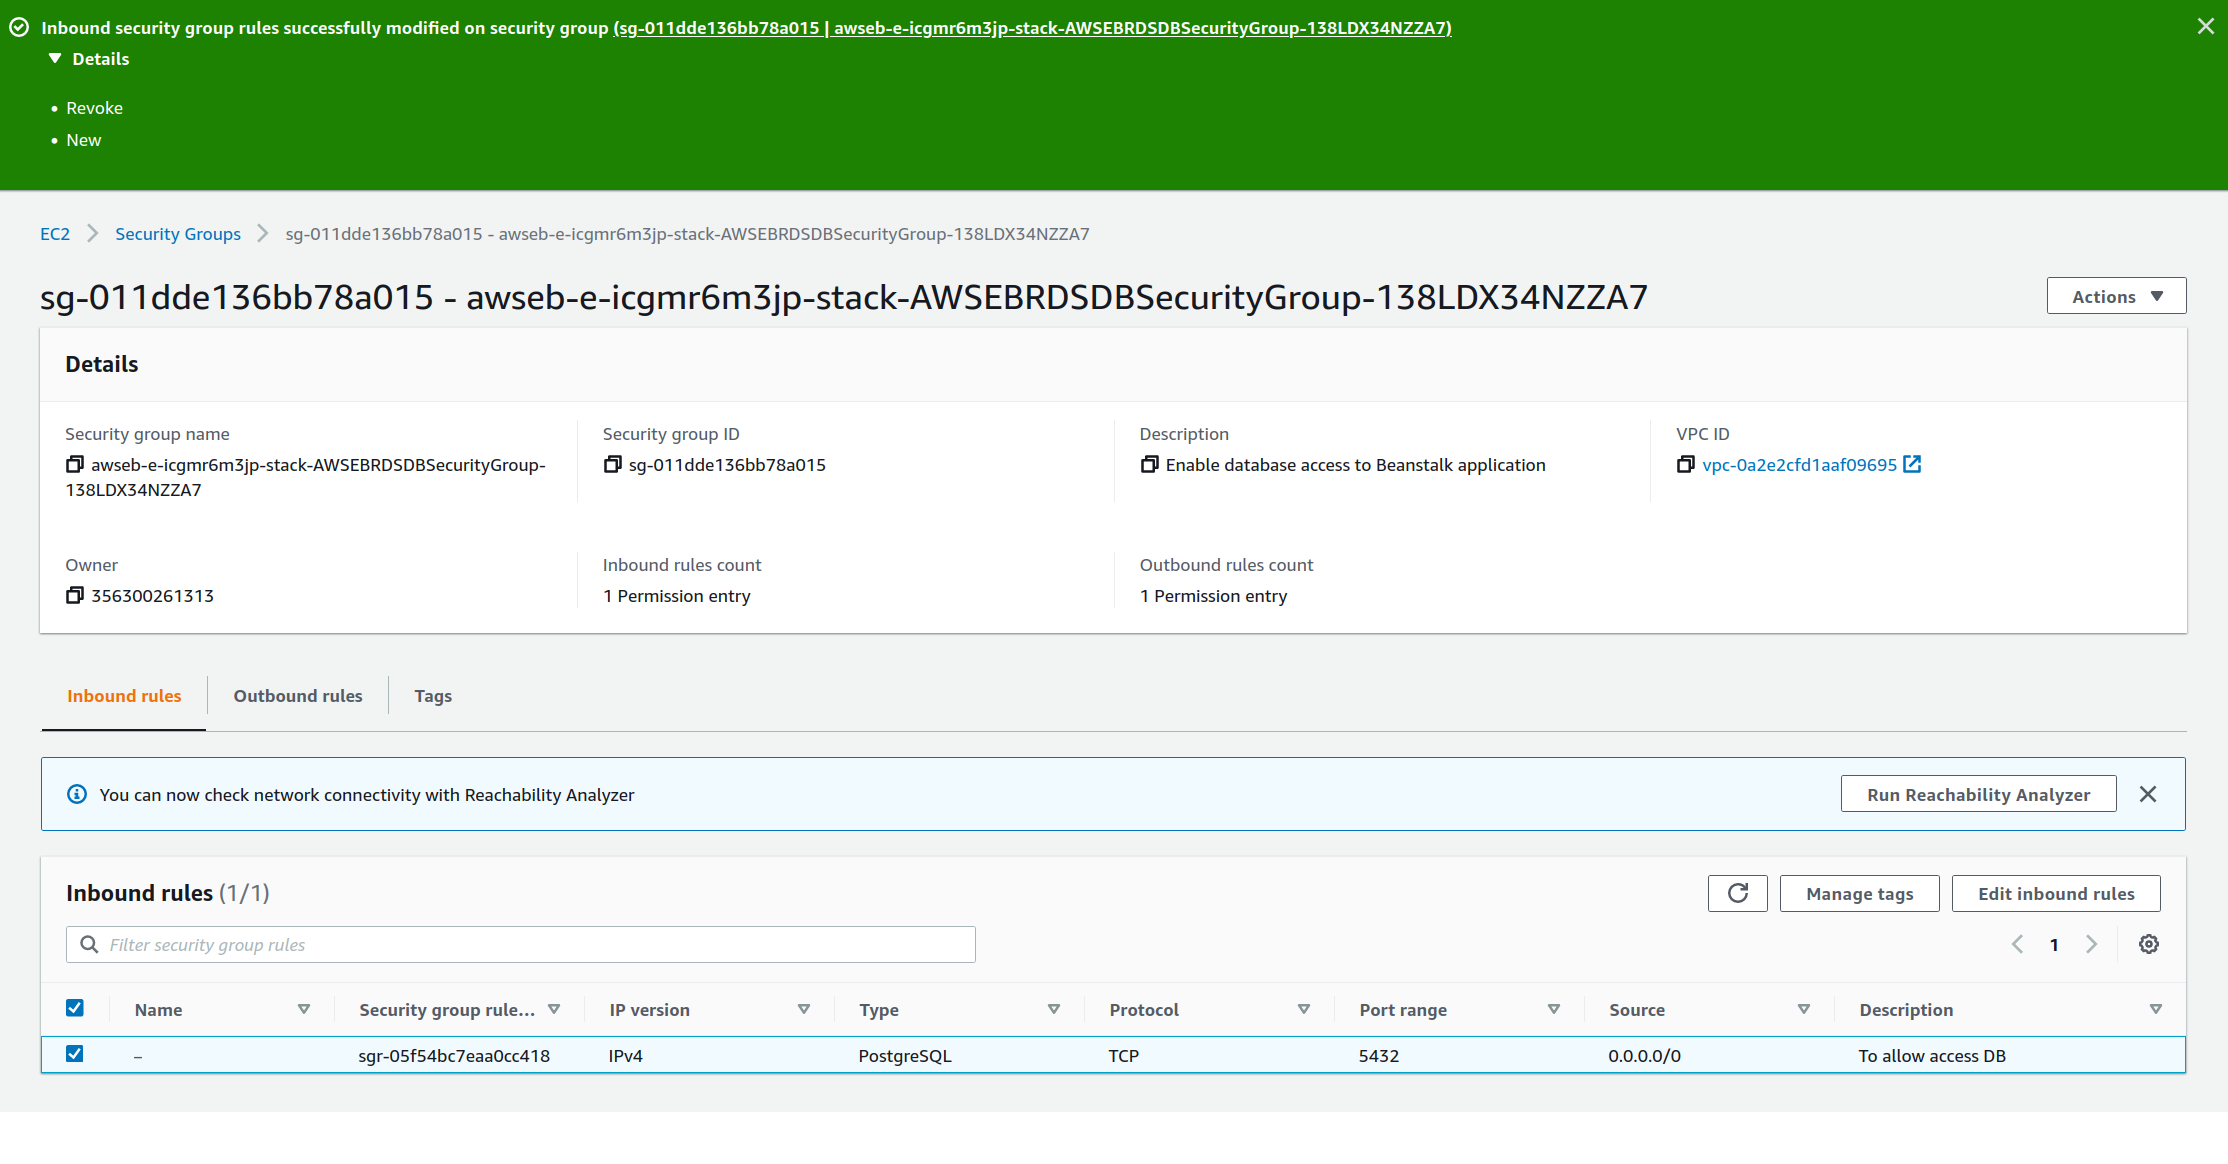 Inbound security group rules successfully modified on security group (sg-011dde136bb78a015 | awseb-e-icgmr6m3jp-stack-AWSEBRDSDBSecurityGroup-138LDX34NZZA7)
Details
• Revoke
• New
EC2 > Security Groups > sg-011dde136bb78a015 - awseb-e-icgmr6m3jp-stack-AWSEBRDSDBSecurityGroup-138LDX34NZZA7
sg-011dde136bb78a015 - awseb-e-icgmr6m3jp-stack-AWSEBRDSDBSecurityGroup-138LDX34NZZA7
Actions
Details
Security group name
awseb-e-icgmr6m3jp-stack-AWSEBRDSDBSecurityGroup-
138LDX34NZZA7
Security group ID
sg-011dde136bb78a015
Description
Enable database access to Beanstalk application
VPC ID
vpc-0a2e2cfd1aaf09695
Owner
356300261313
Inbound rules count
1 Permission entry
Outbound rules count
1 Permission entry
Inbound rules Outbound rules Tags
You can now check network connectivity with Reachability Analyzer
Run Reachability Analyzer
Inbound rules (1/1)
Manage tags
Edit inbound rules
Filter security group rules
1
Name Security group rule... IP version Type Protocol Port range Source Description
– sgr-05f54bc7eaa0cc418 IPv4 PostgreSQL TCP 5432 0.0.0.0/0 To allow access DB